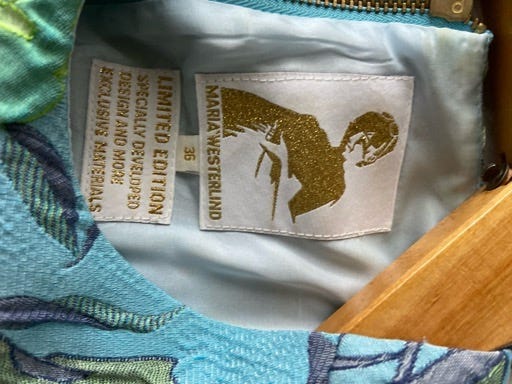 MARIA WESTERLIND
36
LIMITED EDITION
SPECIALLY DEVELOPED
DESIGN AND MORE
EXCLUSIVE MATERIALS